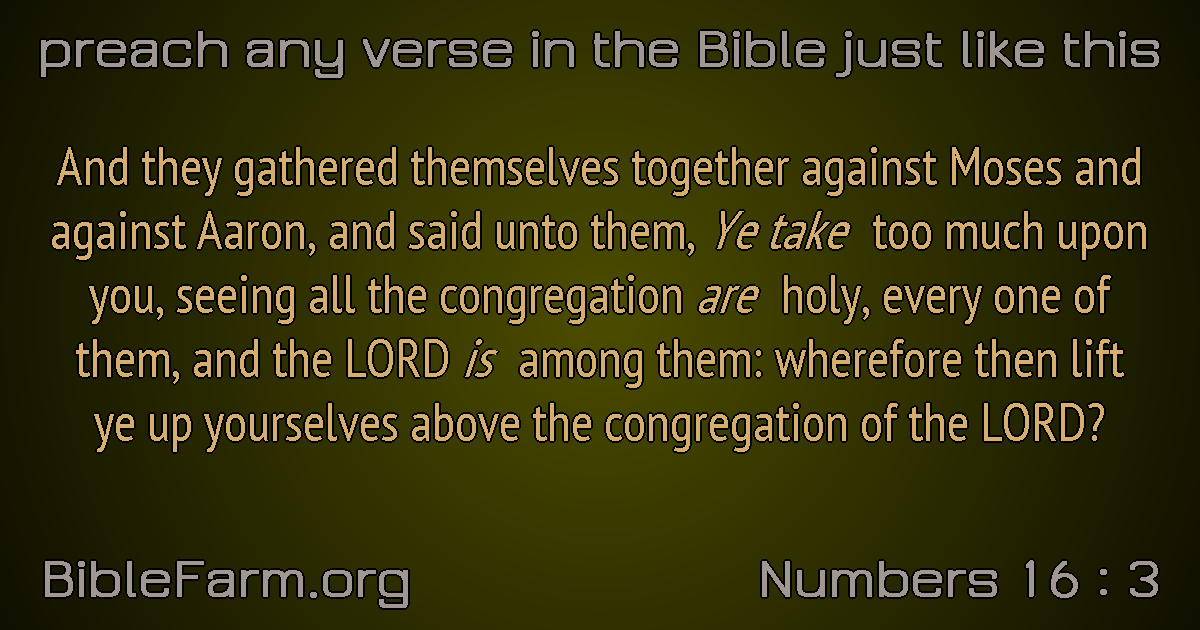 preach any verse in the Bible just like this
And they gathered themselves together against Moses and
against Aaron, and said unto them, Ye take too much upon
you, seeing all the congregation are holy, every one of
them, and the LORD is among them: wherefore then lift
ye up yourselves above the congregation of the LORD?
BibleFarm.org
Numbers 16 : 3